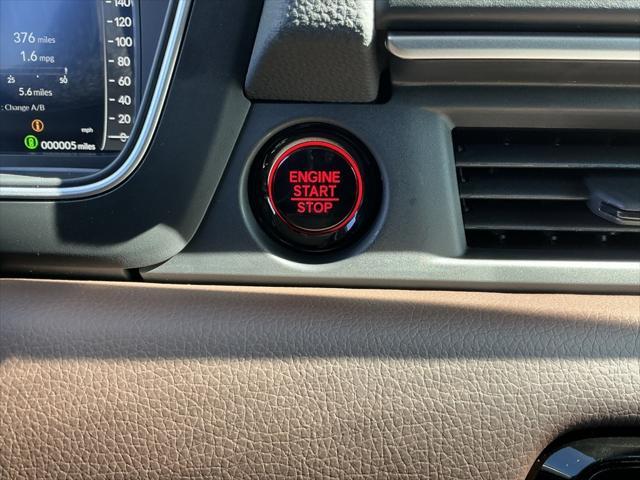 140
120
100
80
60
40
20
0
376 miles
1.6 mpg
25 50
5.6 miles
: Change A/B
mph
000005 miles
ENGINE
START
STOP